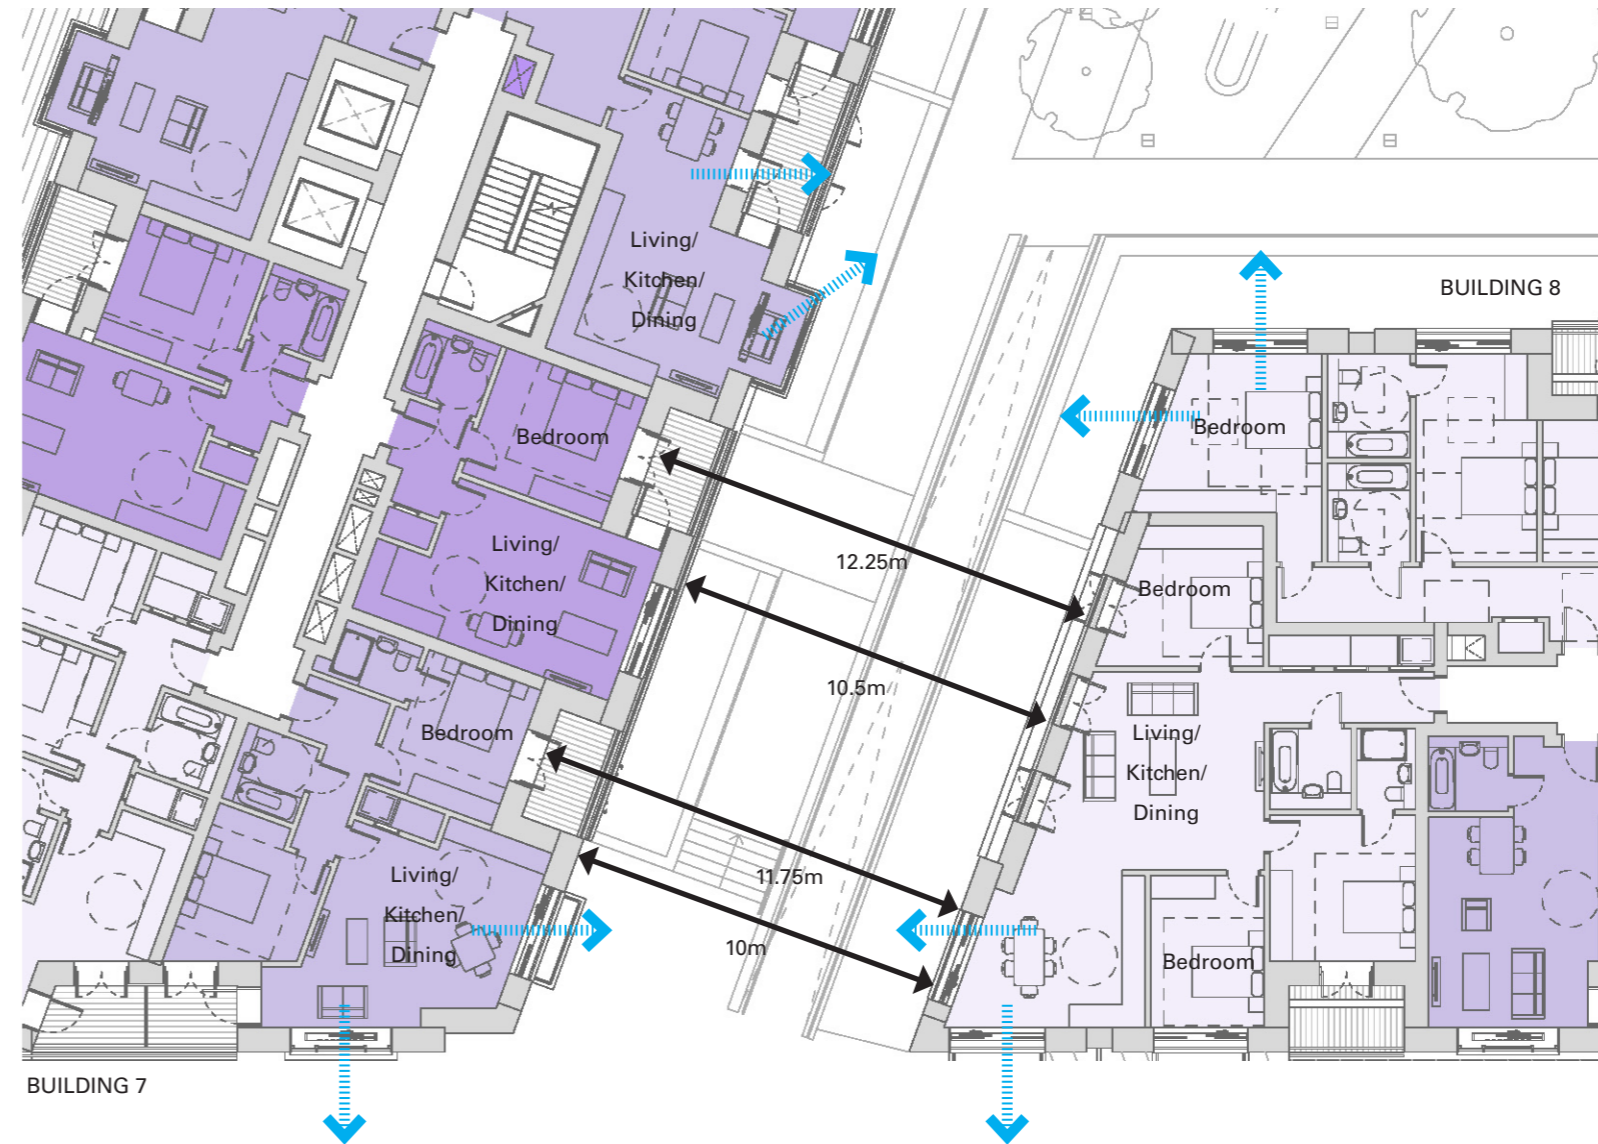 Living/
Kitchen/
Dining
BUILDING 8
Bedroom
Bedroom
Living/
Kitchen/
Dining
12.25m
Bedroom
10.5m
Bedroom
Living/
Kitchen/
Dining
11.75m
Living/
Kitchen/
Dining
10m
Bedroom
BUILDING 7